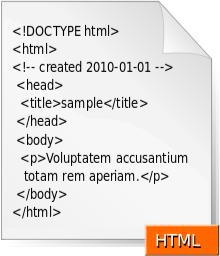 <!DOCTYPE html>
<html>
<!-- created 2010-01-01 -->
<head>
<title>sample</title>
</head>
<body>
<p>Voluptatem accusantium
totam rem aperiam.</p>
</body>
</html>
HTML